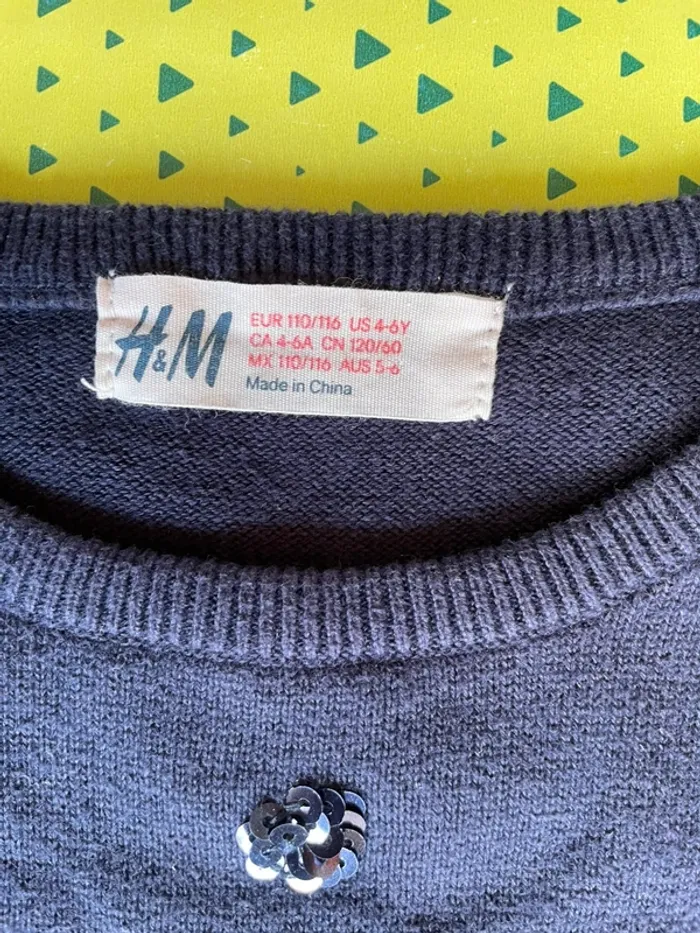 H&M
EUR 110/116 US 4-6Y
CA 4-6A CN 120/60
MX 110/116 AUS 5-6
Made in China